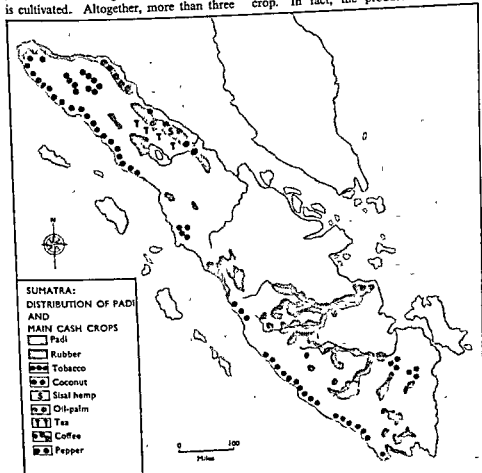 is cultivated. Altogether, more than three crop. In fact, the
N
SUMATRA:
DISTRIBUTION OF PADI
AND
MAIN CASH CROPS
Padi
Rubber
Tobacco
Coconut
S Sisal hemp
Oil-palm
T T Tea
Coffee
Pepper
T
T
S
T
T
T
0 100
Miles